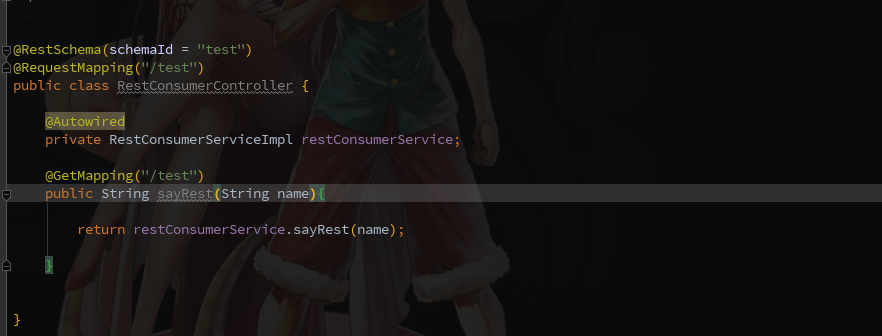 @RestSchema(schemaId = "test")
@RequestMapping("/test")
public class RestConsumerController {
@Autowired
private RestConsumerServiceImpl restConsumerService;
@GetMapping("/test")
public String sayRest(String name){
return restConsumerService.sayRest(name);
}
}